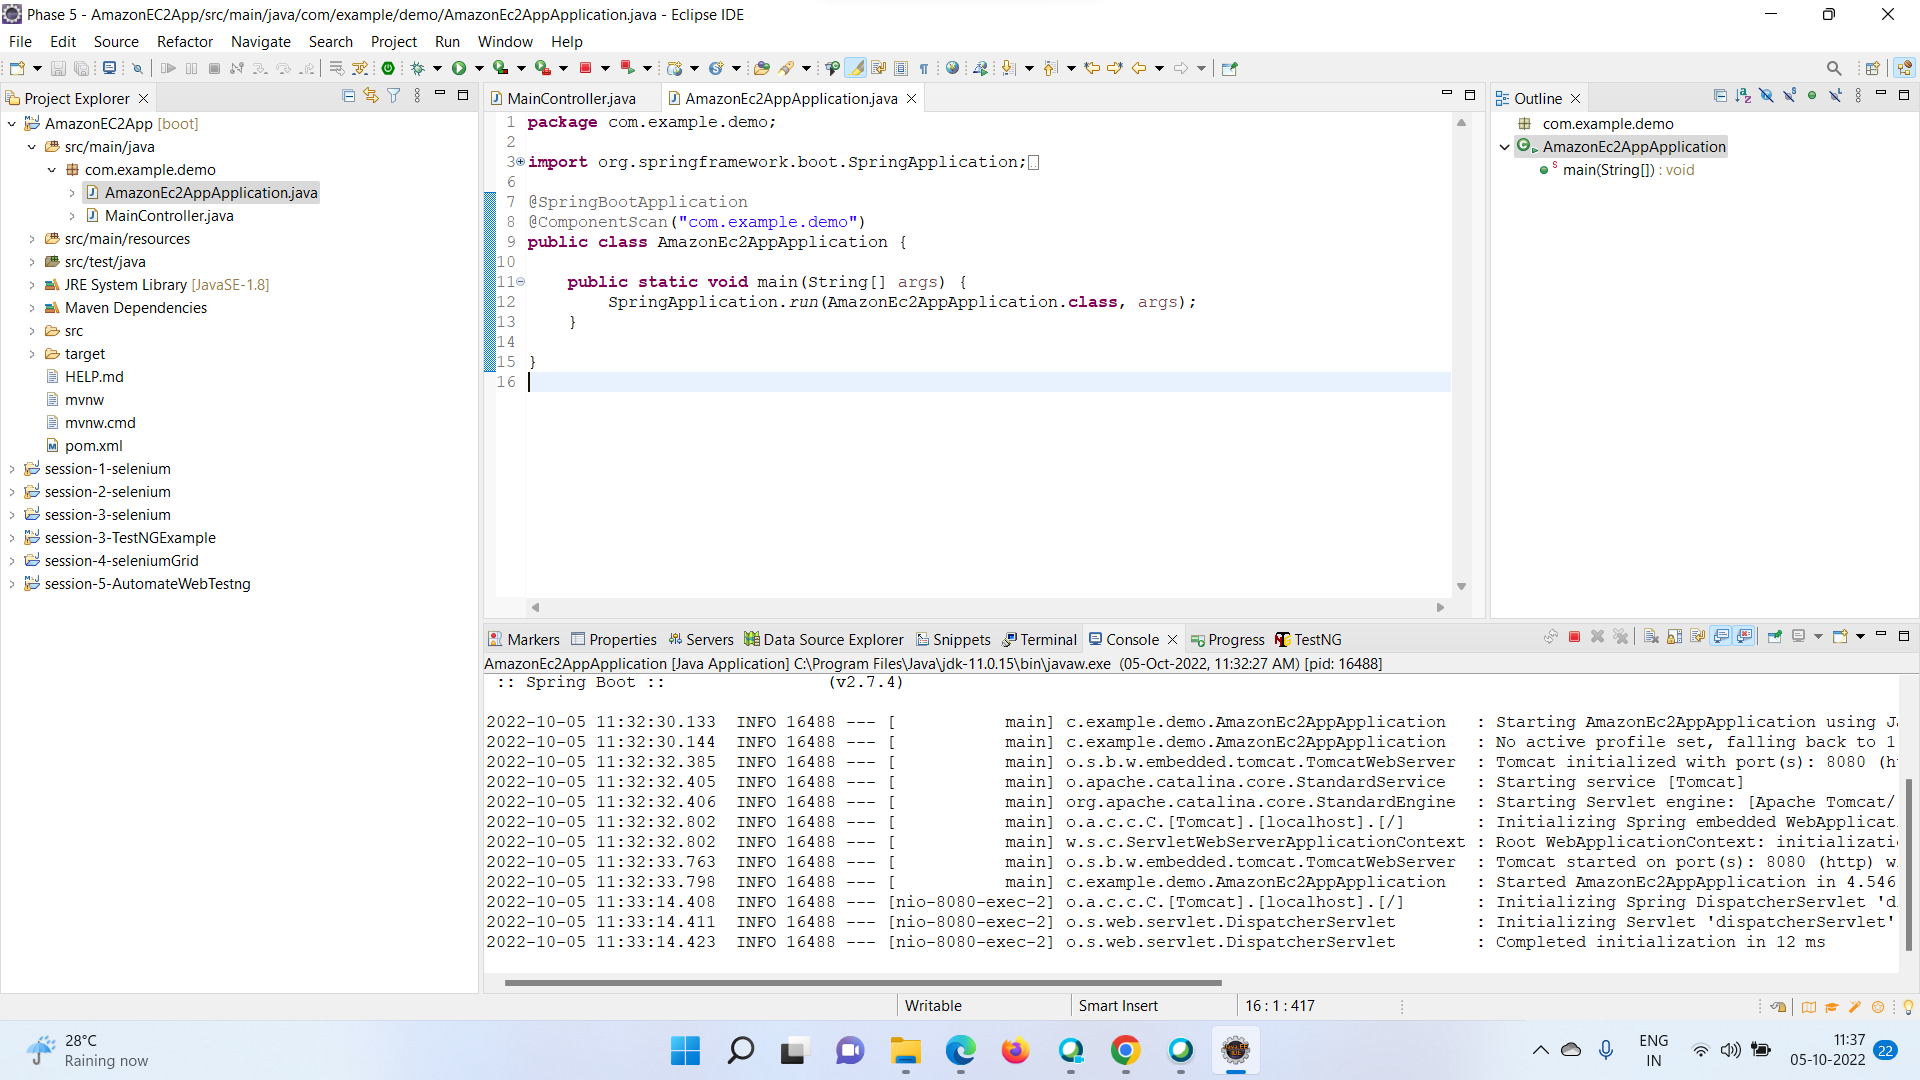 Phase 5 - AmazonEC2App/src/main/java/com/example/demo/AmazonEc2AppApplication.java - Eclipse IDE
File Edit Source Refactor Navigate Search Project Run Window Help
Project Explorer
AmazonEC2App [boot]
src/main/java
com.example.demo
AmazonEc2AppApplication.java
MainController.java
src/main/resources
src/test/java
JRE System Library [JavaSE-1.8]
Maven Dependencies
src
target
HELP.md
mvnw
mvnw.cmd
pom.xml
session-1-selenium
session-2-selenium
session-3-selenium
session-3-TestNGExample
session-4-seleniumGrid
session-5-AutomateWebTestng
MainController.java AmazonEc2AppApplication.java
1 package com.example.demo;
2
3 import org.springframework.boot.SpringApplication;
6
7 @SpringBootApplication
8 @ComponentScan("com.example.demo")
9 public class AmazonEc2AppApplication {
10
11 public static void main(String[] args) {
12 SpringApplication.run(AmazonEc2AppApplication.class, args);
13 }
14
15 }
16
Outline
com.example.demo
AmazonEc2AppApplication
main(String[]) : void
Markers Properties Servers Data Source Explorer Snippets Terminal Console Progress TestNG
AmazonEc2AppApplication [Java Application] C:\Program Files\Java\jdk-11.0.15\bin\javaw.exe (05-Oct-2022, 11:32:27 AM) [pid: 16488]
:: Spring Boot :: (v2.7.4)
2022-10-05 11:32:30.133 INFO 16488 --- [ main] c.example.demo.AmazonEc2AppApplication : Starting AmazonEc2AppApplication using
2022-10-05 11:32:30.144 INFO 16488 --- [ main] c.example.demo.AmazonEc2AppApplication : No active profile set, falling back to 1
2022-10-05 11:32:32.385 INFO 16488 --- [ main] o.s.b.w.embedded.tomcat.TomcatWebServer : Tomcat initialized with port(s): 8080
2022-10-05 11:32:32.405 INFO 16488 --- [ main] o.apache.catalina.core.StandardService : Starting service [Tomcat]
2022-10-05 11:32:32.406 INFO 16488 --- [ main] org.apache.catalina.core.StandardEngine : Starting Servlet engine: [Apache Tomcat/
2022-10-05 11:32:32.802 INFO 16488 --- [ main] o.a.c.c.C.[Tomcat].[localhost].[/] : Initializing Spring embedded WebApplicat
2022-10-05 11:32:32.802 INFO 16488 --- [ main] w.s.c.ServletWebServerApplicationContext : Root WebApplicationContext: initializati
2022-10-05 11:32:33.763 INFO 16488 --- [ main] o.s.b.w.embedded.tomcat.TomcatWebServer : Tomcat started on port(s): 8080 (http) w
2022-10-05 11:32:33.798 INFO 16488 --- [ main] c.example.demo.AmazonEc2AppApplication : Started AmazonEc2AppApplication in 4.546
2022-10-05 11:33:14.408 INFO 16488 --- [nio-8080-exec-2] o.a.c.c.C.[Tomcat].[localhost].[/] : Initializing Spring DispatcherServlet 'd
2022-10-05 11:33:14.411 INFO 16488 --- [nio-8080-exec-2] o.s.web.servlet.DispatcherServlet : Initializing Servlet 'dispatcherServlet'
2022-10-05 11:33:14.423 INFO 16488 --- [nio-8080-exec-2] o.s.web.servlet.DispatcherServlet : Completed initialization in 12 ms
Writable Smart Insert 16 : 1 : 417
28°C
Raining now
ENG
IN
11:37
05-10-2022
22